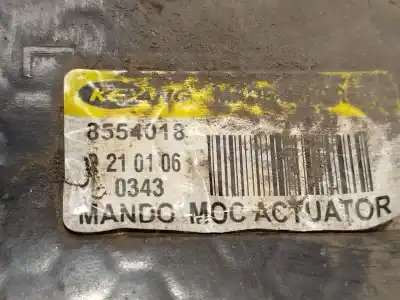 8554018
21 01 06
0343
MANDO MOC ACTUATOR